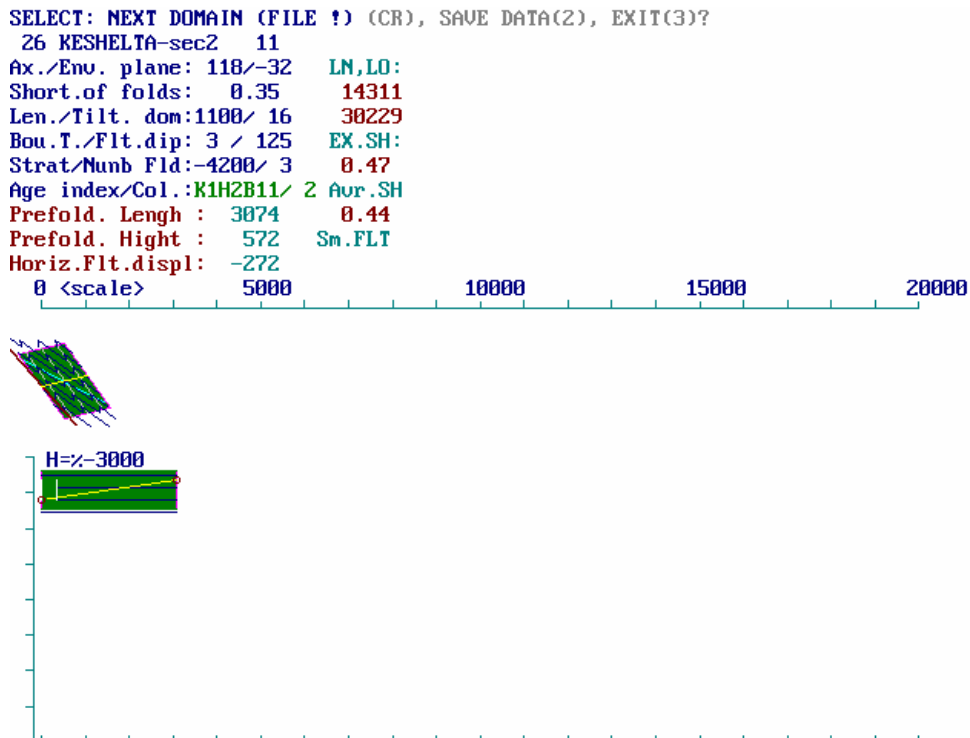 SELECT: NEXT DOMAIN (FILE !) (CR), SAVE DATA(2), EXIT(3)?
26 KESHELTA-sec2 11
Ax./Env. plane: 118/-32 LN,LO:
Short.of folds: 0.35 14311
Len./Tilt. dom:1100/ 16 30229
Bou.T./Flt.dip: 3 / 125 EX.SH:
Strat/Nunb Fld:-4200/ 3 0.47
Age index/Col.:K1H2B11/ 2 Avr.SH
Prefold. Lengh : 3074 0.44
Prefold. Hight : 572 Sm.FLT
Horiz.Flt.displ: -272
0 <scale> 5000 10000 15000 20000
H=%-3000